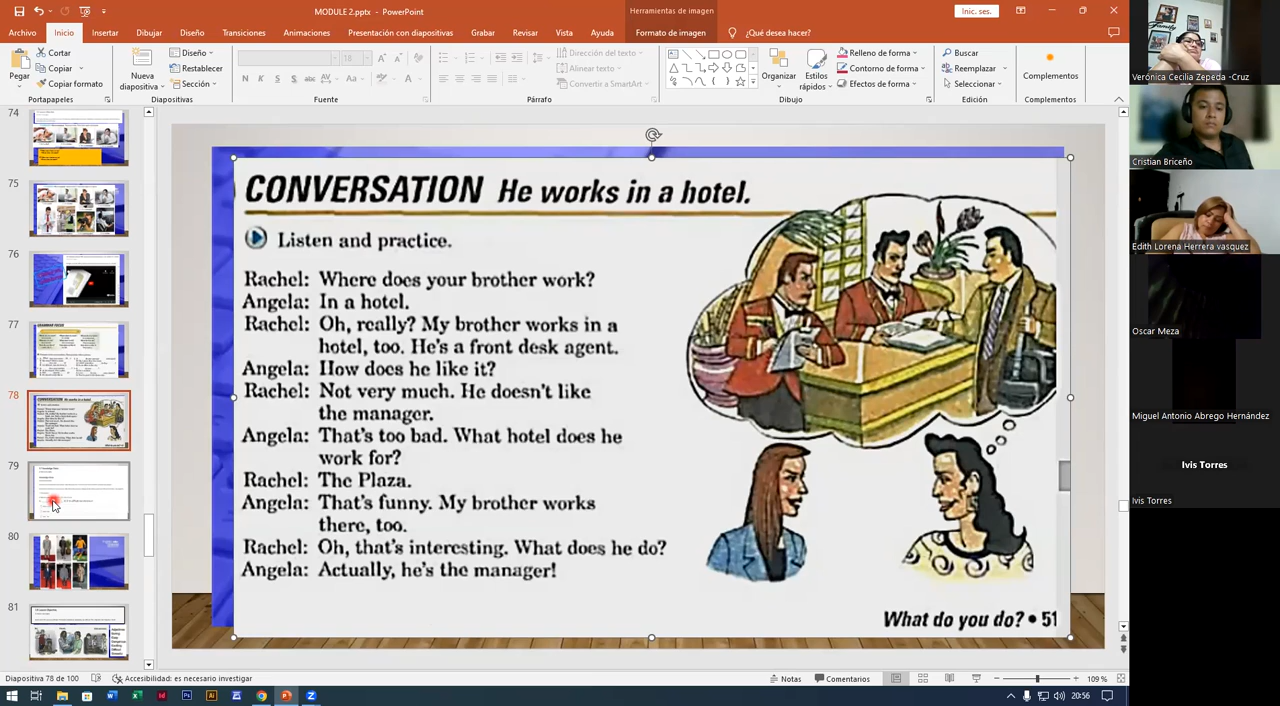 MODULE 2.pptx - PowerPoint
Herramientas de imagen
Inic. ses.
Archivo Inicio Insertar Dibujar Diseño Transiciones Animaciones Presentación con diapositivas Grabar Revisar Vista Ayuda Formato de imagen ¿Qué desea hacer?
Pegar
Cortar
Copiar
Copiar formato
Portapapeles
Nueva diapositiva
Diseño
Restablecer
Sección
Diapositivas
N K S S
18
Fuente
Dirección del texto
Alinear texto
Convertir a SmartArt
Párrafo
Organizar
Estilos rápidos
Relleno de forma
Contorno de forma
Efectos de forma
Dibujo
Buscar
Reemplazar
Seleccionar
Edición
Complementos
Complementos
74
75
76
77
78
79
80
81
CONVERSATION He works in a hotel.
Listen and practice.
Rachel: Where does your brother work?
Angela: In a hotel.
Rachel: Oh, really? My brother works in a
hotel, too. He's a front desk agent.
Angela: How does he like it?
Rachel: Not very much. He doesn't like
the manager.
Angela: That's too bad. What hotel does he
work for?
Rachel: The Plaza.
Angela: That's funny. My brother works
there, too.
Rachel: Oh, that's interesting. What does he do?
Angela: Actually, he's the manager!
What do you do? • 51
Verónica Cecilia Zepeda -Cruz
Cristian Briceño
Edith Lorena Herrera vasquez
Oscar Meza
Miguel Antonio Abrego Hernández
Ivis Torres
Ivis Torres
Diapositiva 78 de 100 Accesibilidad: es necesario investigar Notas Comentarios 109 %
20:56